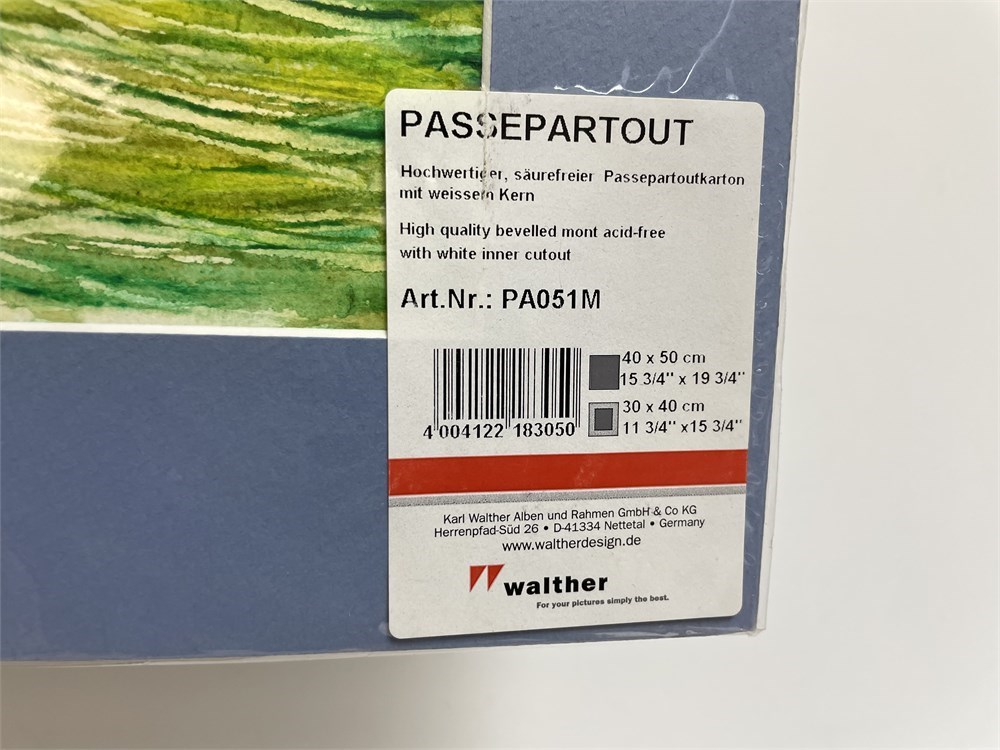 PASSEPARTOUT
Hochwertiger, säurefreier Passepartoutkarton
mit weissem Kern
High quality bevelled mont acid-free
with white inner cutout
Art.Nr.: PA051M
40 x 50 cm
15 3/4" x 19 3/4"
30 x 40 cm
11 3/4" x15 3/4"
4 004122 183050
Karl Walther Alben und Rahmen GmbH & Co KG
Herrenpfad-Süd 26 • D-41334 Nettetal • Germany
www.waltherdesign.de
walther
For your pictures simply the best.